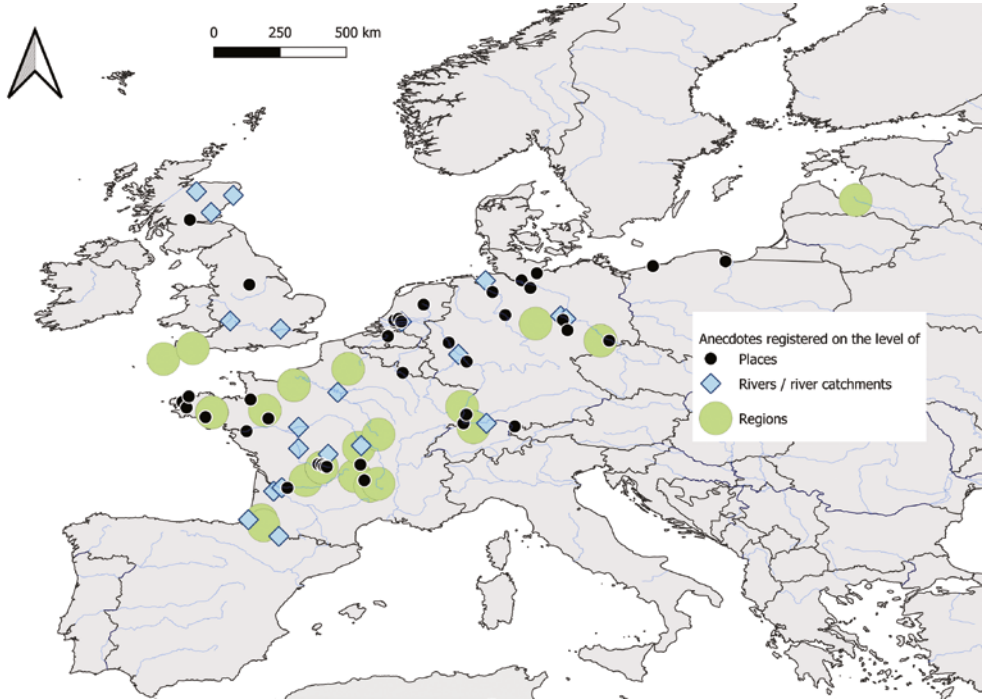 0 250 500 km
Anecdotes registered on the level of
Places
Rivers / river catchments
Regions